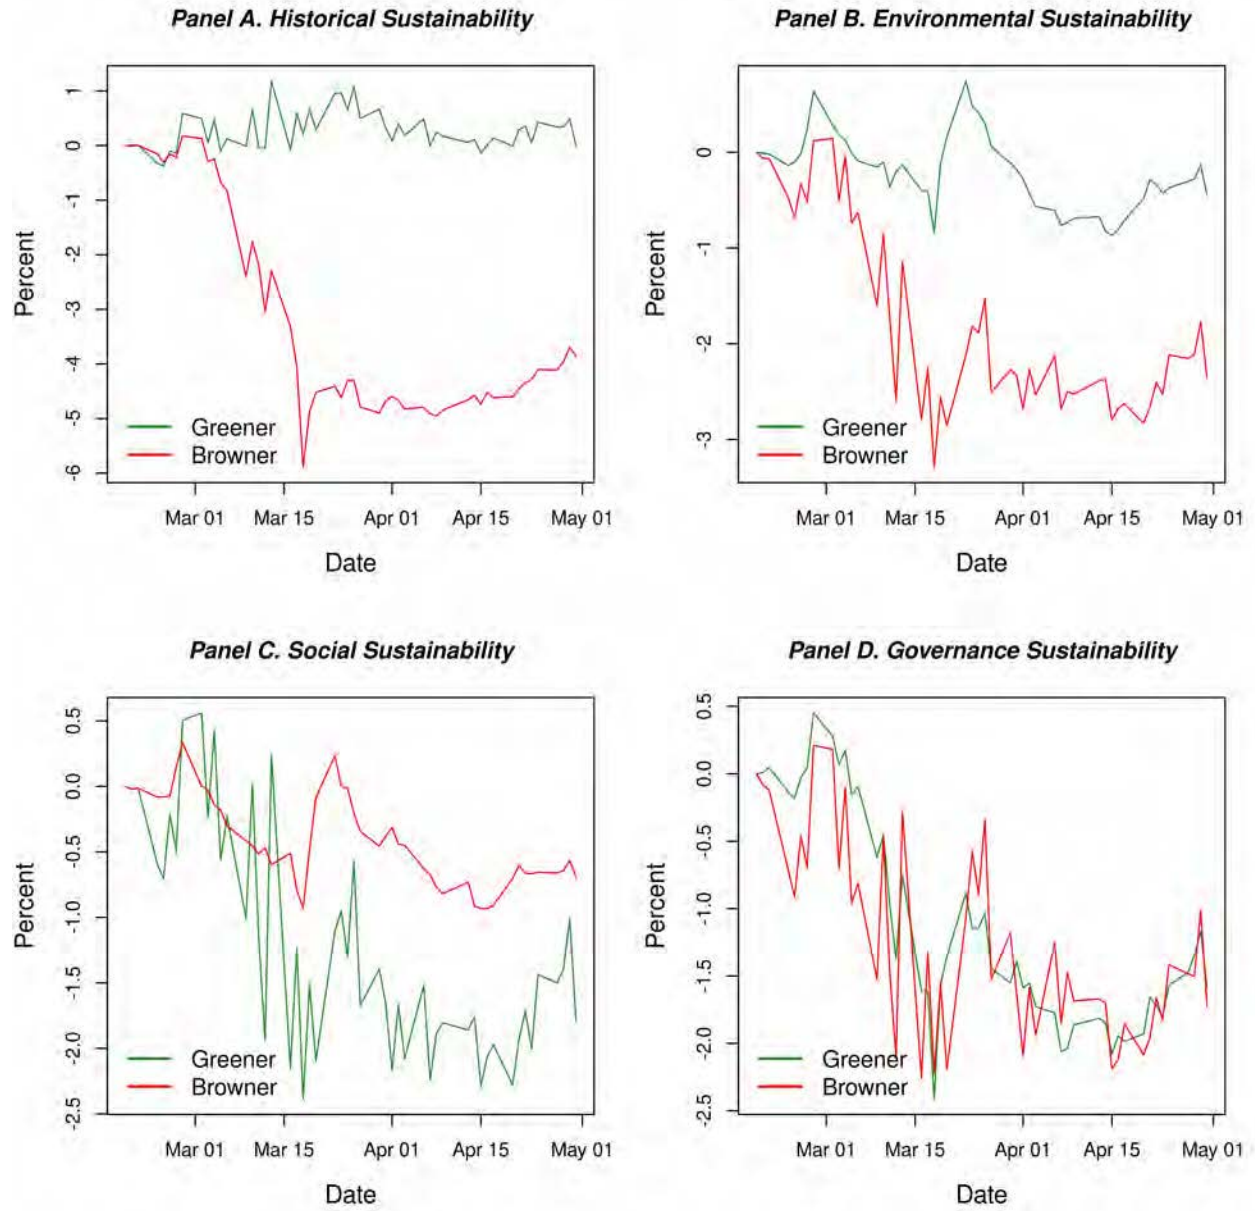 Panel A. Historical Sustainability
Percent
1
0
-1
-2
-3
-4
-5
-6
Greener
Browner
Mar 01 Mar 15 Apr 01 Apr 15 May 01
Date
Panel B. Environmental Sustainability
Percent
0
-1
-2
-3
Greener
Browner
Mar 01 Mar 15 Apr 01 Apr 15 May 01
Date
Panel C. Social Sustainability
Percent
0.5
0.0
-0.5
-1.0
-1.5
-2.0
-2.5
Greener
Browner
Mar 01 Mar 15 Apr 01 Apr 15 May 01
Date
Panel D. Governance Sustainability
Percent
0.5
0.0
-0.5
-1.0
-1.5
-2.0
-2.5
Greener
Browner
Mar 01 Mar 15 Apr 01 Apr 15 May 01
Date